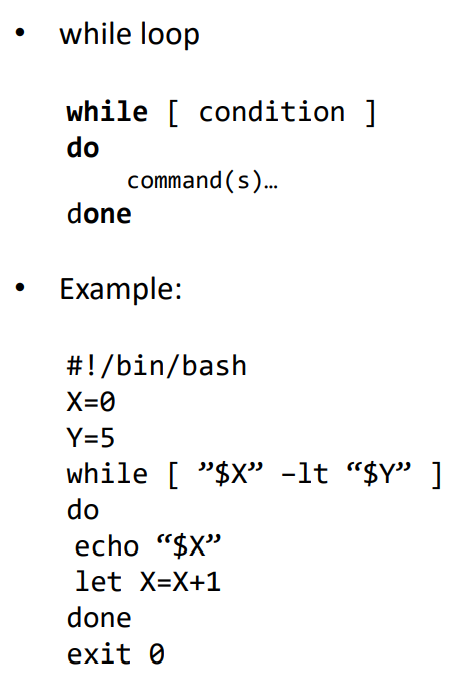 • while loop
while [ condition ]
do
command(s)…
done
• Example:
#!/bin/bash
X=0
Y=5
while [ ”$X” –lt “$Y” ]
do
echo “$X”
let X=X+1
done
exit 0